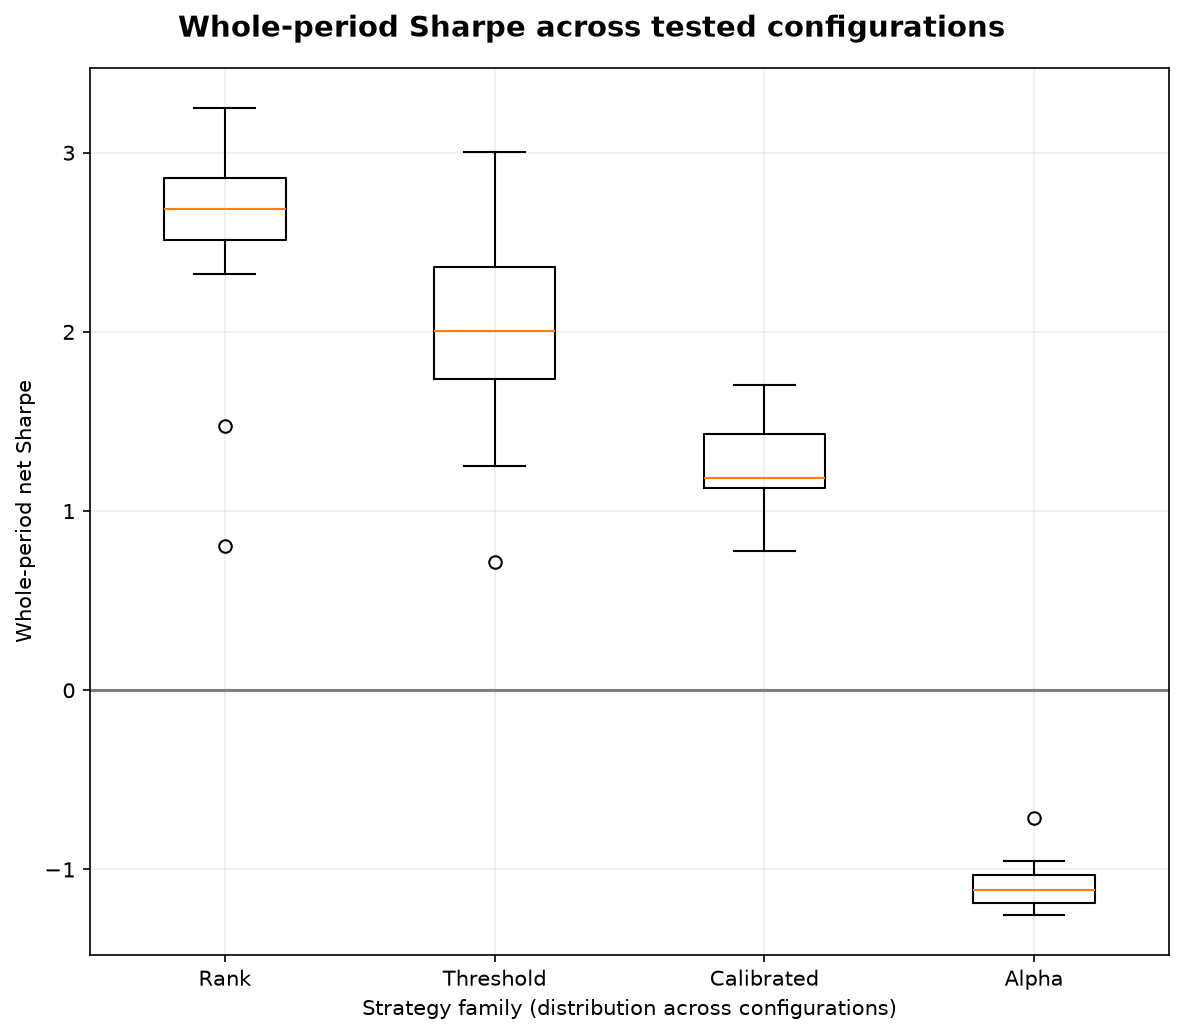 Whole-period Sharpe across tested configurations
Whole-period net Sharpe
3
2
1
0
−1
Rank
Threshold
Calibrated
Alpha
Strategy family (distribution across configurations)